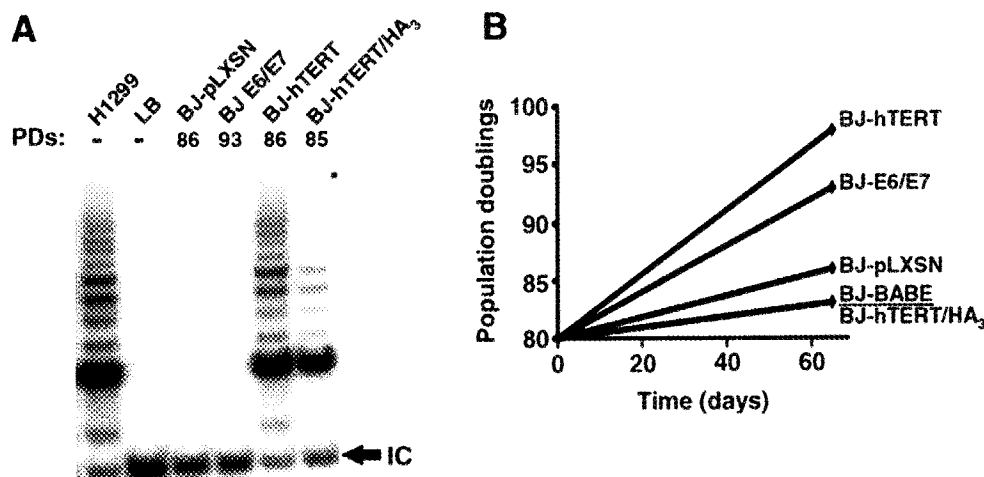 A
H1299
LB
BJ-pLXSN
BJ E6/E7
BJ-hTERT
BJ-hTERT/HA3
PDs: - - 86 93 86 85
IC
B
Population doublings
100
95
90
85
80
0 20 40 60
Time (days)
BJ-hTERT
BJ-E6/E7
BJ-pLXSN
BJ-BABE
BJ-hTERT/HA3